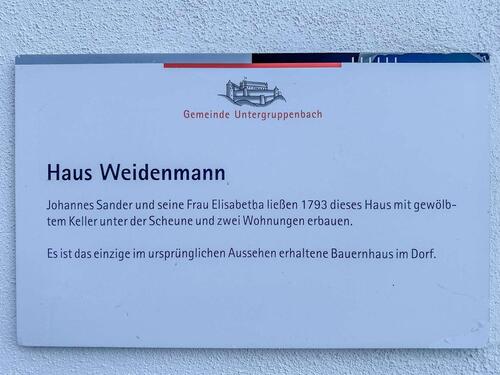 Gemeinde Untergruppenbach
Haus Weidenmann
Johannes Sander und seine Frau Elisabetba ließen 1793 dieses Haus mit gewölb-
tem Keller unter der Scheune und zwei Wohnungen erbauen.
Es ist das einzige im ursprünglichen Aussehen erhaltene Bauernhaus im Dorf.